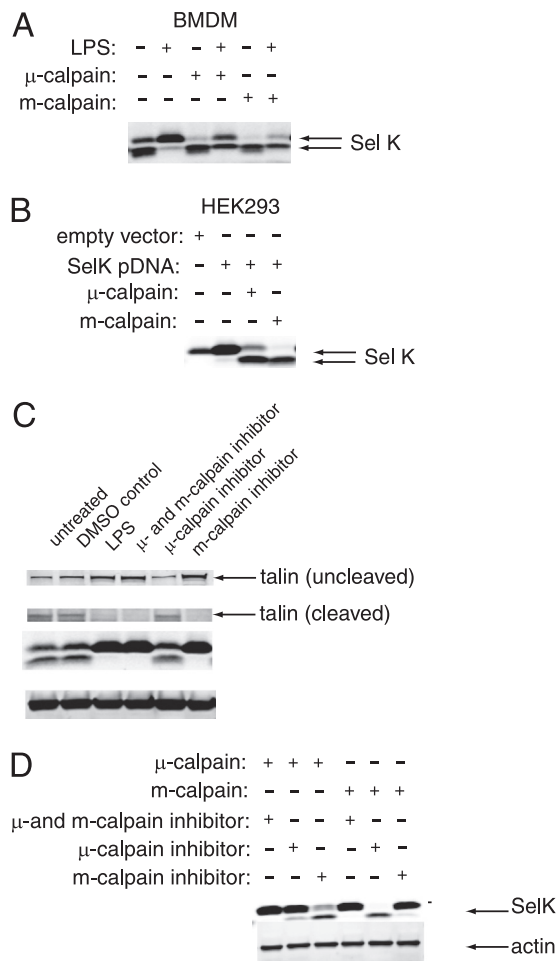 A
BMDM
LPS: - + - + - +
μ-calpain: - - + + - -
m-calpain: - - - - + +
Sel K
B
HEK293
empty vector: + - - -
SelK pDNA: - + + +
μ-calpain: - - + -
m-calpain: - - - +
Sel K
C
untreated
DMSO control
LPS
μ- and m-calpain inhibitor
μ-calpain inhibitor
m-calpain inhibitor
talin (uncleaved)
talin (cleaved)
D
μ-calpain: + + + - - -
m-calpain: - - - + + +
μ-and m-calpain inhibitor: + - - + - -
μ-calpain inhibitor: - + - - + -
m-calpain inhibitor: - - + - - +
SelK
actin